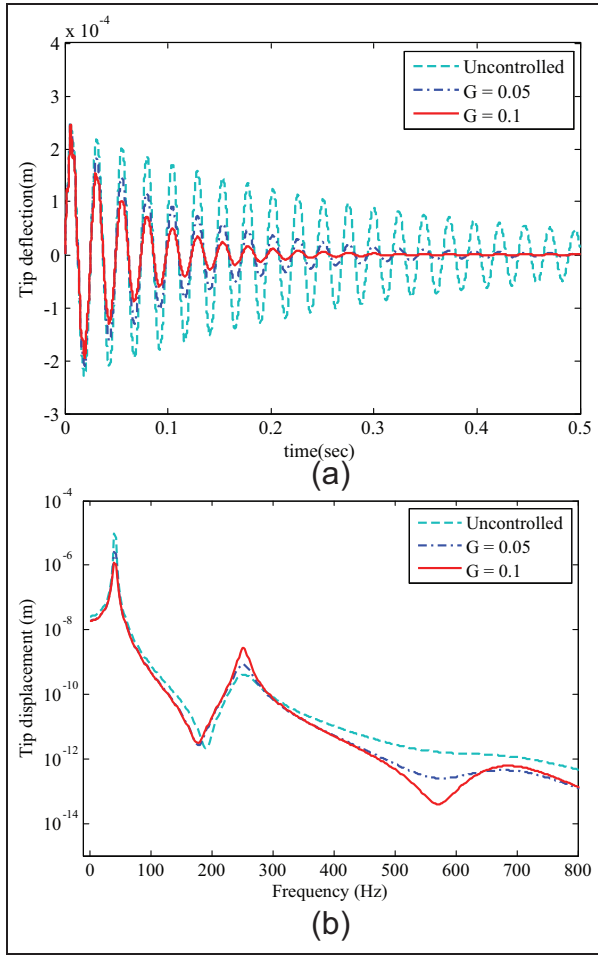 x 10⁻⁴
4
3
2
1
0
-1
-2
-3
Tip deflection(m)
Uncontrolled
G = 0.05
G = 0.1
0 0.1 0.2 0.3 0.4 0.5
time(sec)
(a)
10⁻⁴
10⁻⁶
10⁻⁸
10⁻¹⁰
10⁻¹²
10⁻¹⁴
Tip displacement (m)
Uncontrolled
G = 0.05
G = 0.1
0 100 200 300 400 500 600 700 800
Frequency (Hz)
(b)